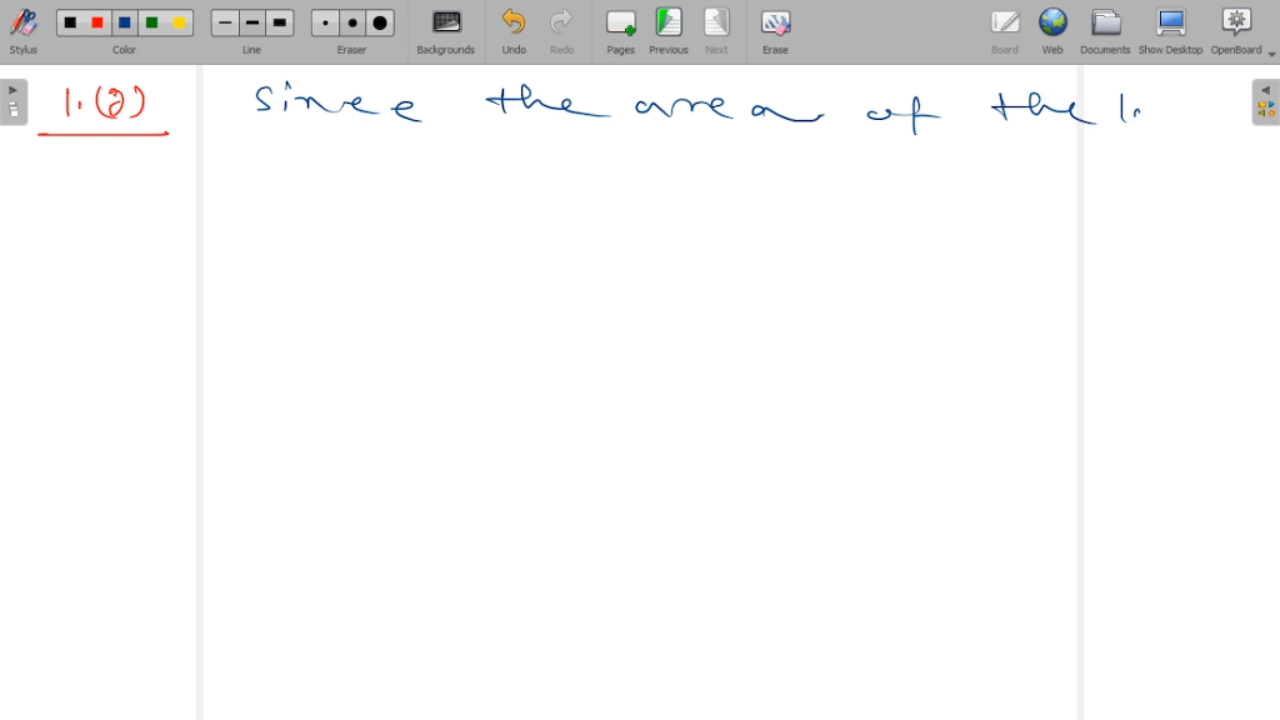 Stylus Color Line Eraser Backgrounds Undo Redo Pages Previous Next Erase Board Web Documents Show Desktop OpenBoard
1. (a) since the area of the